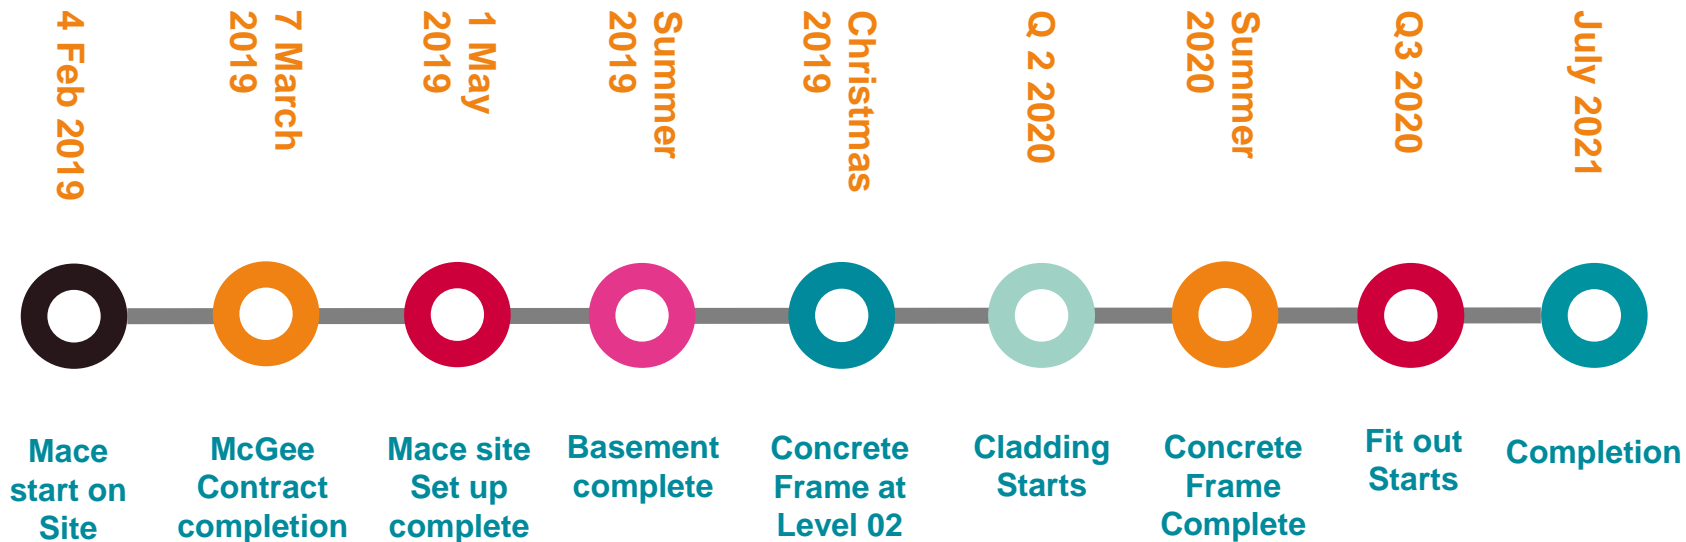 4 Feb 2019
7 March
2019
1 May
2019
Summer
2019
Christmas
2019
Q 2 2020
Summer
2020
Q3 2020
July 2021
Mace
start on
Site
McGee
Contract
completion
Mace site
Set up
complete
Basement
complete
Concrete
Frame at
Level 02
Cladding
Starts
Concrete
Frame
Complete
Fit out
Starts
Completion